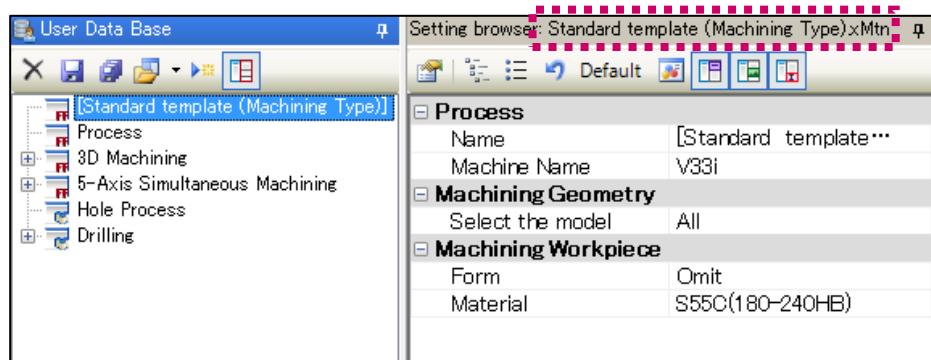 User Data Base
[Standard template (Machining Type)]
Process
3D Machining
5-Axis Simultaneous Machining
Hole Process
Drilling
Setting browser: Standard template (Machining Type).xMtn
Default
Process
Name [Standard template…
Machine Name V33i
Machining Geometry
Select the model All
Machining Workpiece
Form Omit
Material S55C(180-240HB)